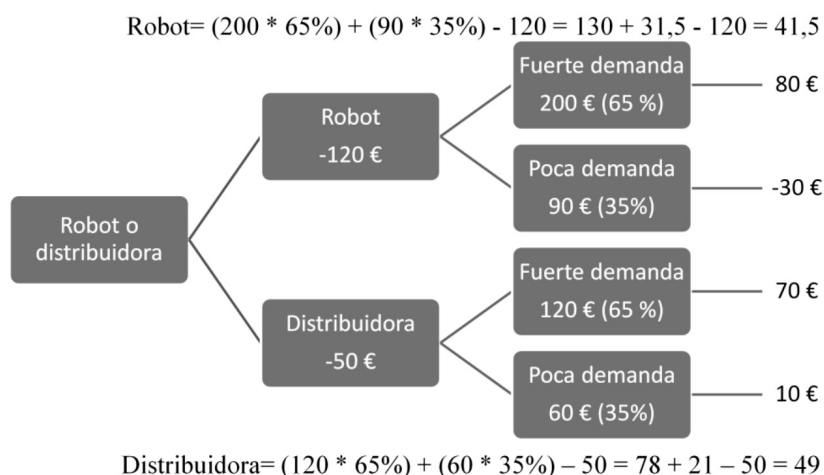 Robot= (200 * 65%) + (90 * 35%) - 120 = 130 + 31,5 - 120 = 41,5
Robot o
distribuidora
Robot
-120 €
Fuerte demanda
200 € (65 %)
80 €
Poca demanda
90 € (35%)
-30 €
Distribuidora
-50 €
Fuerte demanda
120 € (65 %)
70 €
Poca demanda
60 € (35%)
10 €
Distribuidora= (120 * 65%) + (60 * 35%) – 50 = 78 + 21 – 50 = 49